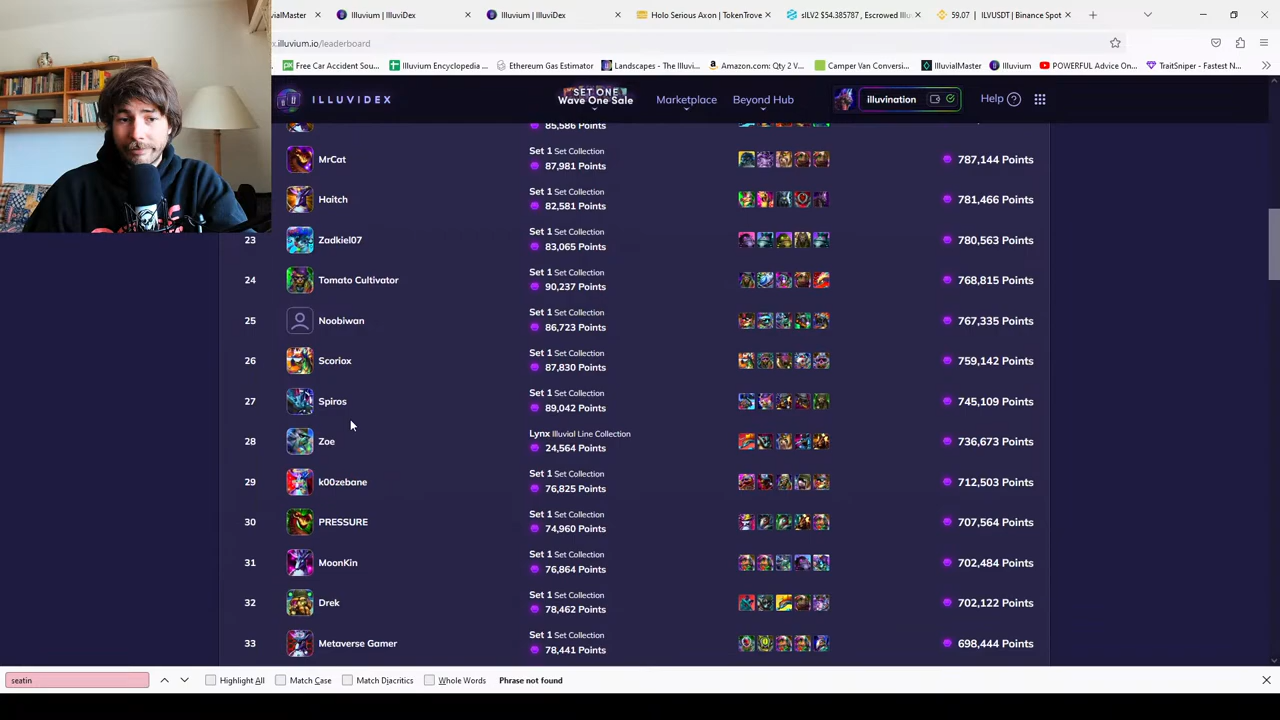 vialMaster
Illuvium | IlluviDex
Illuvium | IlluviDex
Holo Serious Axon | TokenTrove
sILV2 $54.385787 , Escrowed Illuv
59.07 | ILVUSDT | Binance Spot
x.illuvium.io/leaderboard
Free Car Accident Sou...
Illuvium Encyclopedia ...
Ethereum Gas Estimator
Landscapes - The Illuvi...
Amazon.com: Qty 2 V...
Camper Van Conversi...
IlluvialMaster
Illuvium
POWERFUL Advice On...
TraitSniper - Fastest N...
ILLUVIDEX
SET ONE
Wave One Sale
Marketplace
Beyond Hub
illuvination
Help
85,586 Points
MrCat
Set 1 Set Collection
87,981 Points
787,144 Points
Haitch
Set 1 Set Collection
82,581 Points
781,466 Points
23
Zadkiel07
Set 1 Set Collection
83,065 Points
780,563 Points
24
Tomato Cultivator
Set 1 Set Collection
90,237 Points
768,815 Points
25
Noobiwan
Set 1 Set Collection
86,723 Points
767,335 Points
26
Scoriox
Set 1 Set Collection
87,830 Points
759,142 Points
27
Spiros
Set 1 Set Collection
89,042 Points
745,109 Points
28
Zoe
Lynx Illuvial Line Collection
24,564 Points
736,673 Points
29
k00zebane
Set 1 Set Collection
76,825 Points
712,503 Points
30
PRESSURE
Set 1 Set Collection
74,960 Points
707,564 Points
31
MoonKin
Set 1 Set Collection
76,864 Points
702,484 Points
32
Drek
Set 1 Set Collection
78,462 Points
702,122 Points
33
Metaverse Gamer
Set 1 Set Collection
78,441 Points
698,444 Points
seatin
Highlight All
Match Case
Match Diacritics
Whole Words
Phrase not found